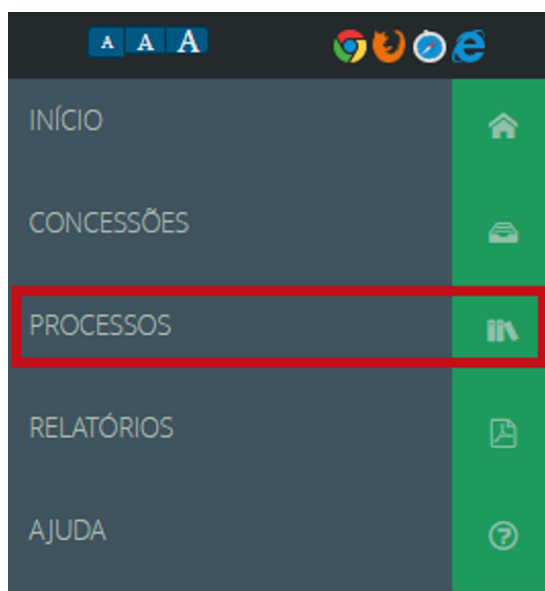 A A A
INÍCIO
CONCESSÕES
PROCESSOS
RELATÓRIOS
AJUDA